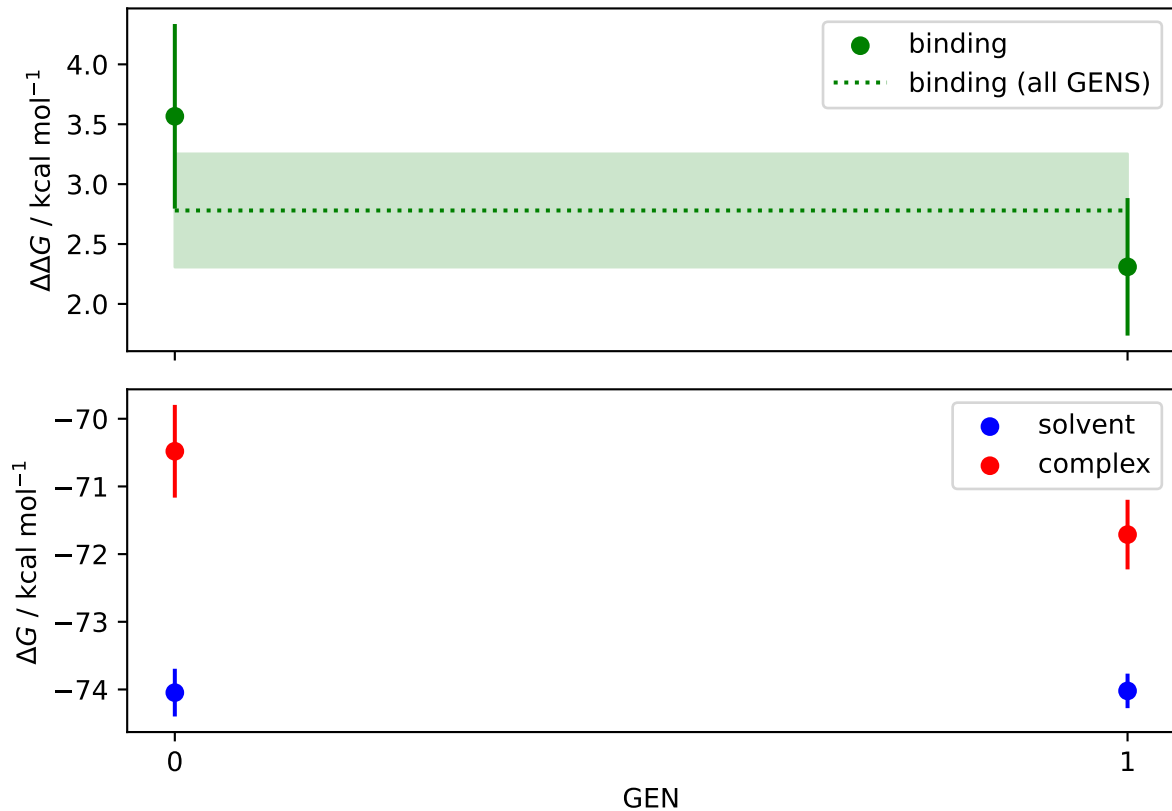 ΔΔG / kcal mol⁻¹
4.0
3.5
3.0
2.5
2.0
binding
binding (all GENS)
ΔG / kcal mol⁻¹
−70
−71
−72
−73
−74
solvent
complex
0
1
GEN